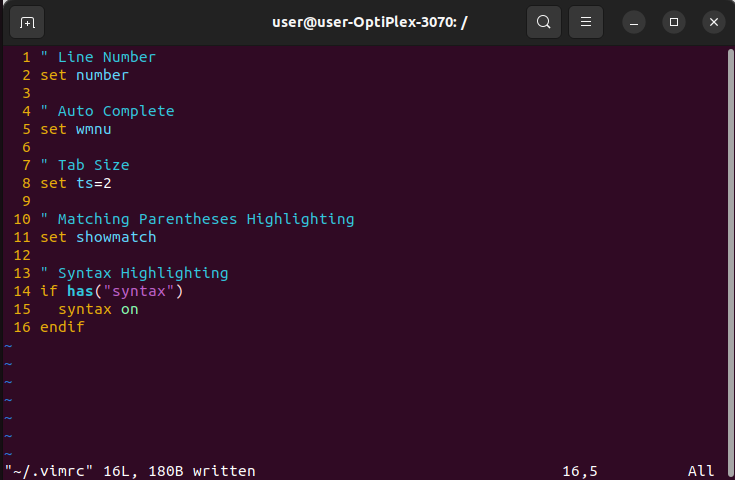 user@user-OptiPlex-3070: /
1 " Line Number
2 set number
3
4 " Auto Complete
5 set wmnu
6
7 " Tab Size
8 set ts=2
9
10 " Matching Parentheses Highlighting
11 set showmatch
12
13 " Syntax Highlighting
14 if has("syntax")
15   syntax on
16 endif
~
~
~
~
~
~
~
"~/.vimrc" 16L, 180B written 16,5 All